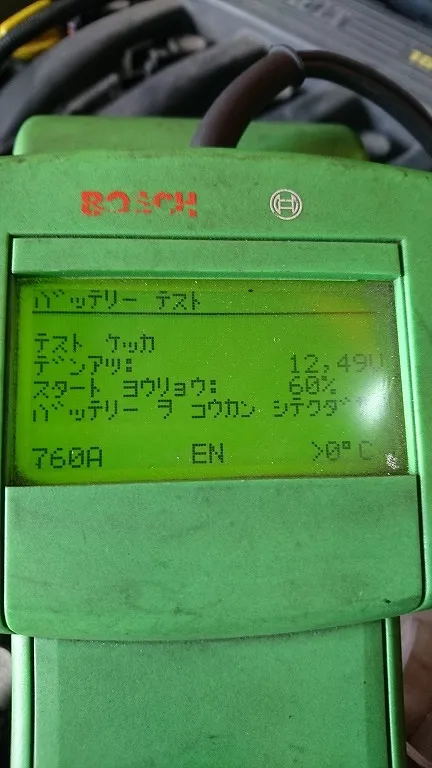 BOSCH
バッテリー テスト
テスト ケッカ
デンアツ: 12,49V
スタート ヨウリョウ: 60%
バッテリー ヲ コウカン シテクダ
760A EN >0°C